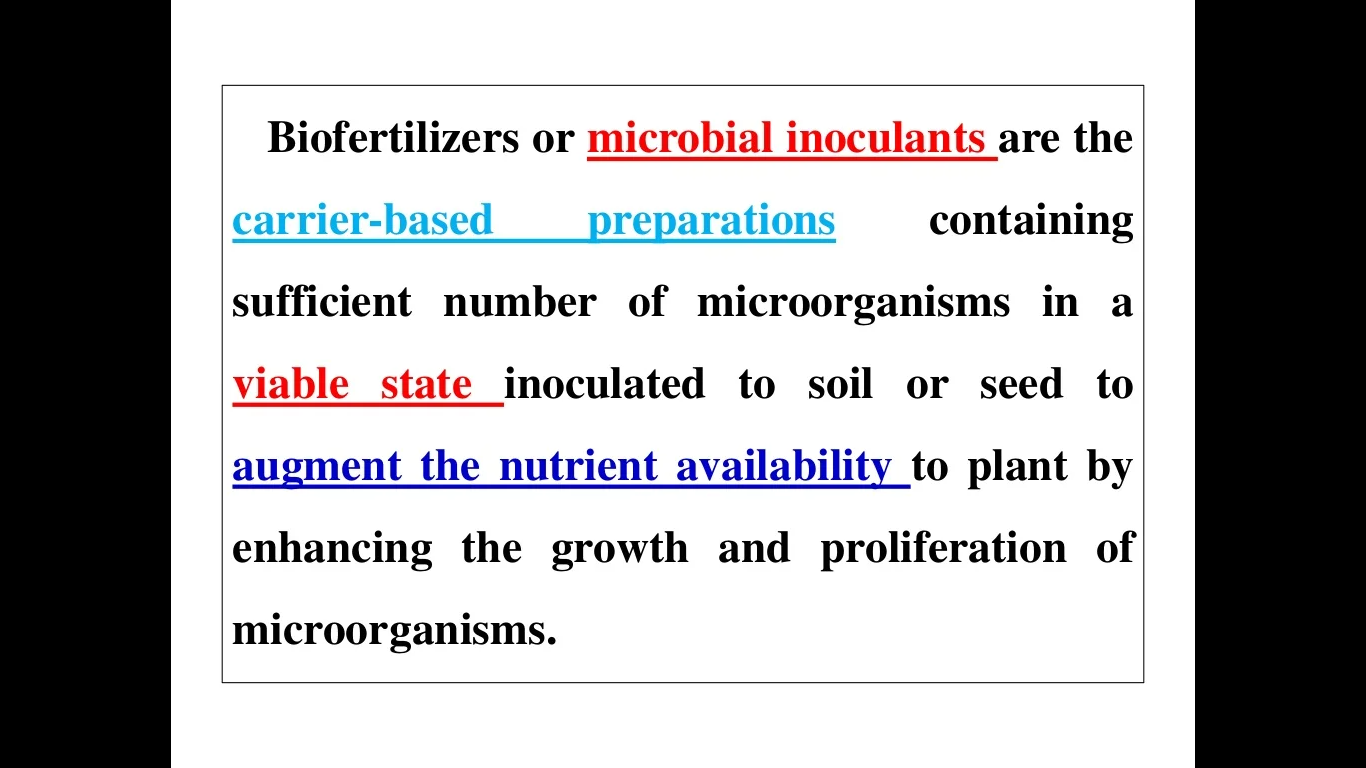 Biofertilizers or microbial inoculants are the
carrier-based preparations containing
sufficient number of microorganisms in a
viable state inoculated to soil or seed to
augment the nutrient availability to plant by
enhancing the growth and proliferation of
microorganisms.